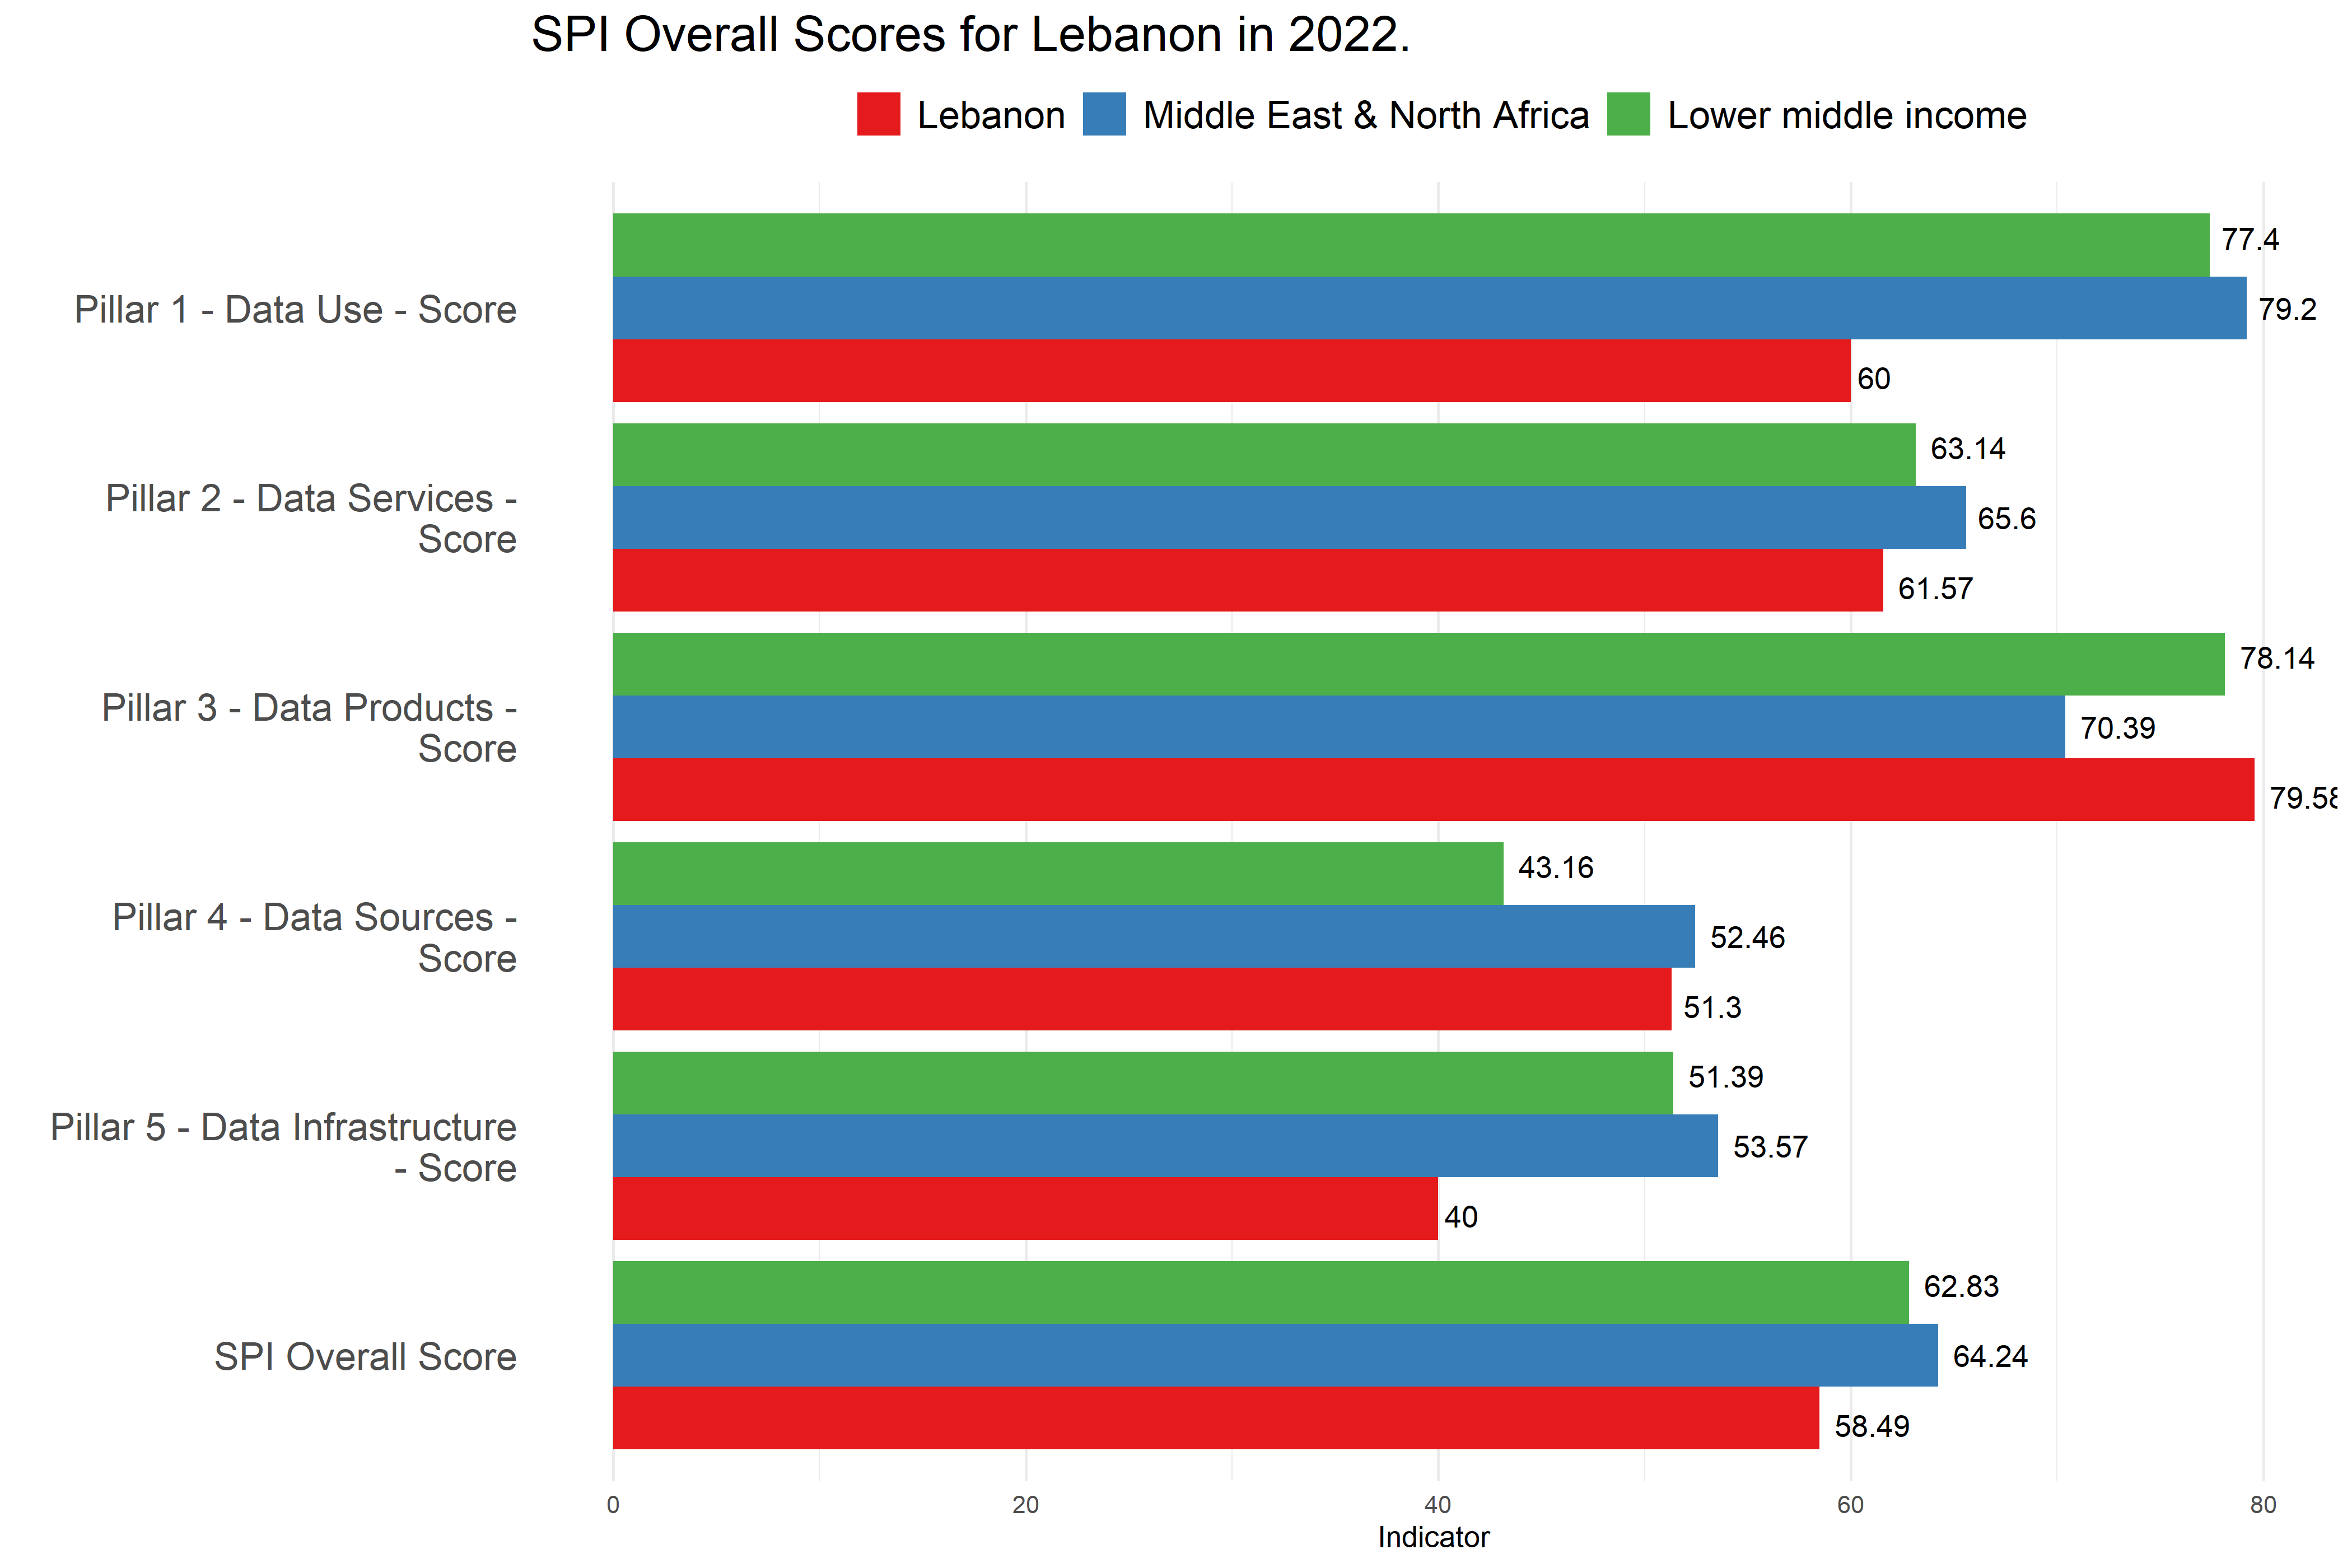 SPI Overall Scores for Lebanon in 2022.
Lebanon Middle East & North Africa Lower middle income
Pillar 1 - Data Use - Score
77.4
79.2
60
Pillar 2 - Data Services -
Score
63.14
65.6
61.57
Pillar 3 - Data Products -
Score
78.14
70.39
79.58
Pillar 4 - Data Sources -
Score
43.16
52.46
51.3
Pillar 5 - Data Infrastructure
- Score
51.39
53.57
40
SPI Overall Score
62.83
64.24
58.49
0 20 40 60 80
Indicator